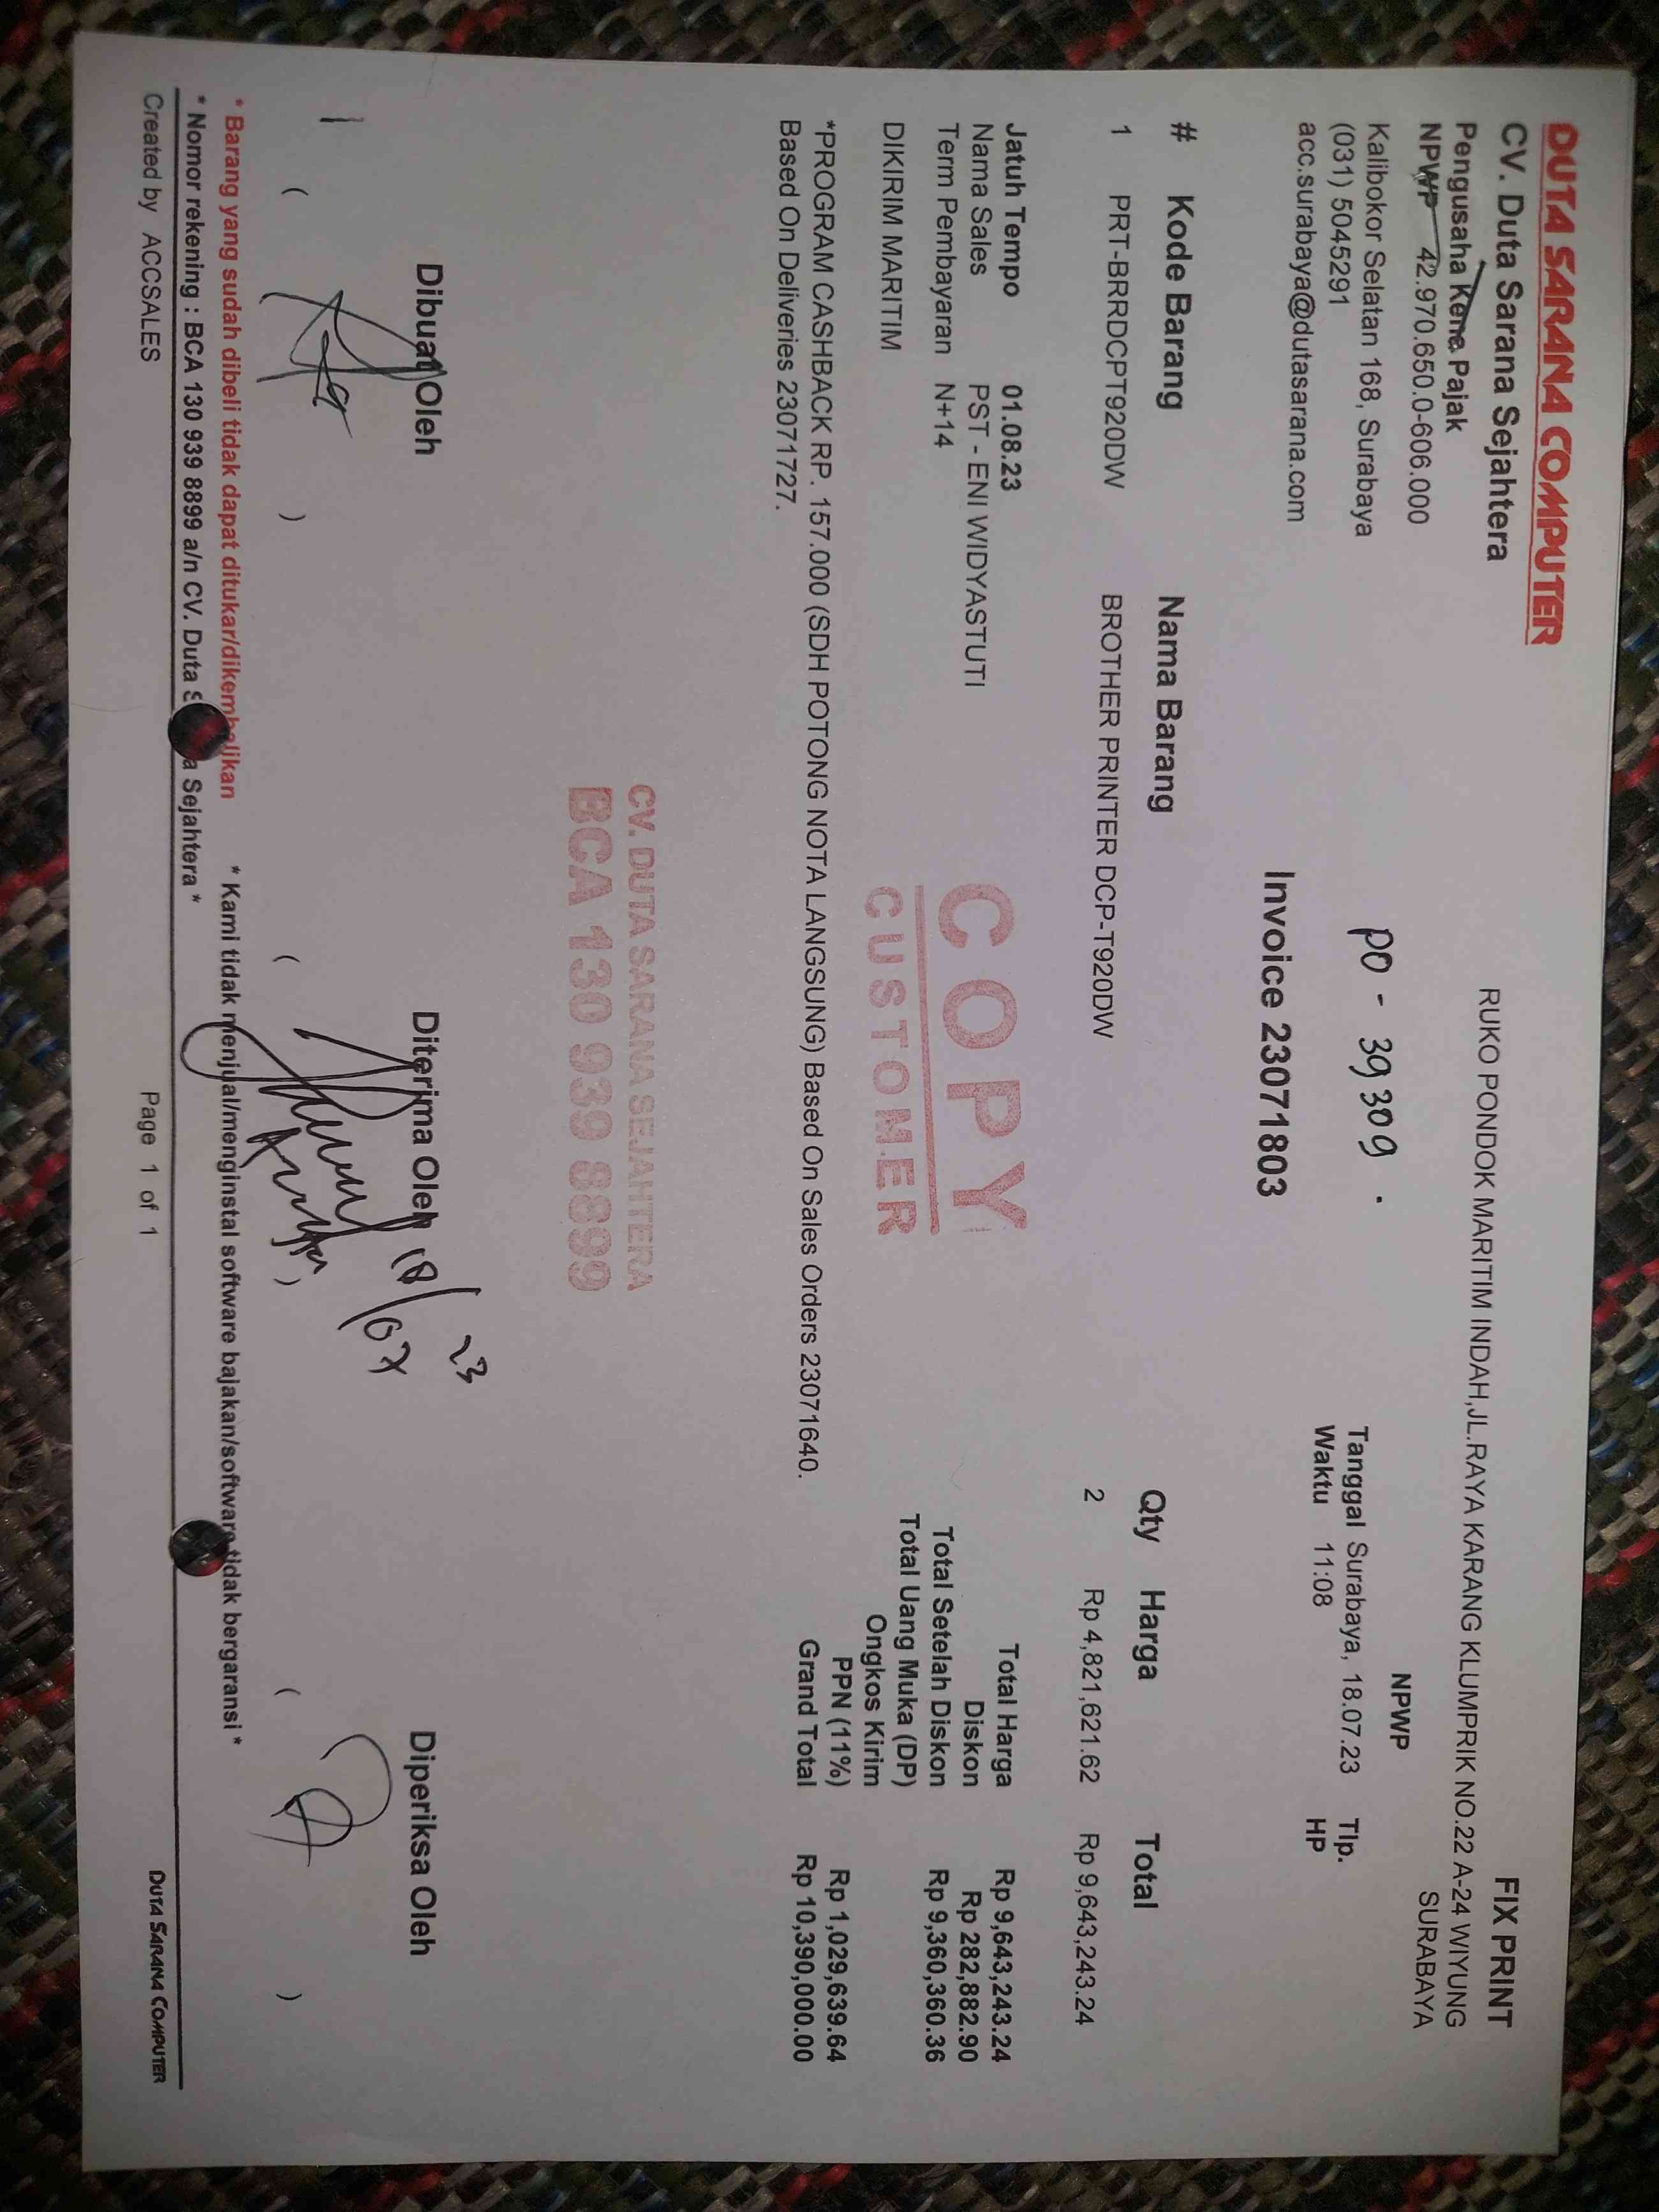 DUTA SARANA COMPUTER
CV. Duta Sarana Sejahtera
Pengusaha Kena Pajak
NPWP 42.970.650.0-606.000
Kalibokor Selatan 168, Surabaya
(031) 5045291
acc.surabaya@dutasarana.com
FIX PRINT
RUKO PONDOK MARITIM INDAH,JL.RAYA KARANG KLUMPRIK NO.22 A-24 WIYUNG
SURABAYA
NPWP
PO - 39309 .
Tanggal Surabaya, 18.07.23 Tlp.
Waktu 11:08 HP
Invoice 23071803
# Kode Barang Nama Barang Qty Harga Total
1 PRT-BRRDCPT920DW BROTHER PRINTER DCP-T920DW 2 Rp 4,821,621.62 Rp 9,643,243.24
Jatuh Tempo 01.08.23
Nama Sales PST - ENI WIDYASTUTI
Term Pembayaran N+14
DIKIRIM MARITIM
COPY
CUSTOMER
Total Harga Rp 9,643,243.24
Diskon Rp 282,882.90
Total Setelah Diskon Rp 9,360,360.36
Total Uang Muka (DP)
Ongkos Kirim
PPN (11%) Rp 1,029,639.64
Grand Total Rp 10,390,000.00
*PROGRAM CASHBACK RP. 157.000 (SDH POTONG NOTA LANGSUNG) Based On Sales Orders 23071640.
Based On Deliveries 23071727.
CV. DUTA SARANA SEJAHTERA
BCA 130 939 8899
Dibuat Oleh Diterima Oleh Diperiksa Oleh
18/07 23
( ) ( ) ( )
* Barang yang sudah dibeli tidak dapat ditukar/dikembalikan * Kami tidak menjual/menginstal software bajakan/software tidak bergaransi *
* Nomor rekening : BCA 130 939 8899 a/n CV. Duta S a Sejahtera *
Created by ACCSALES Page 1 of 1 DUTA SARANA COMPUTER